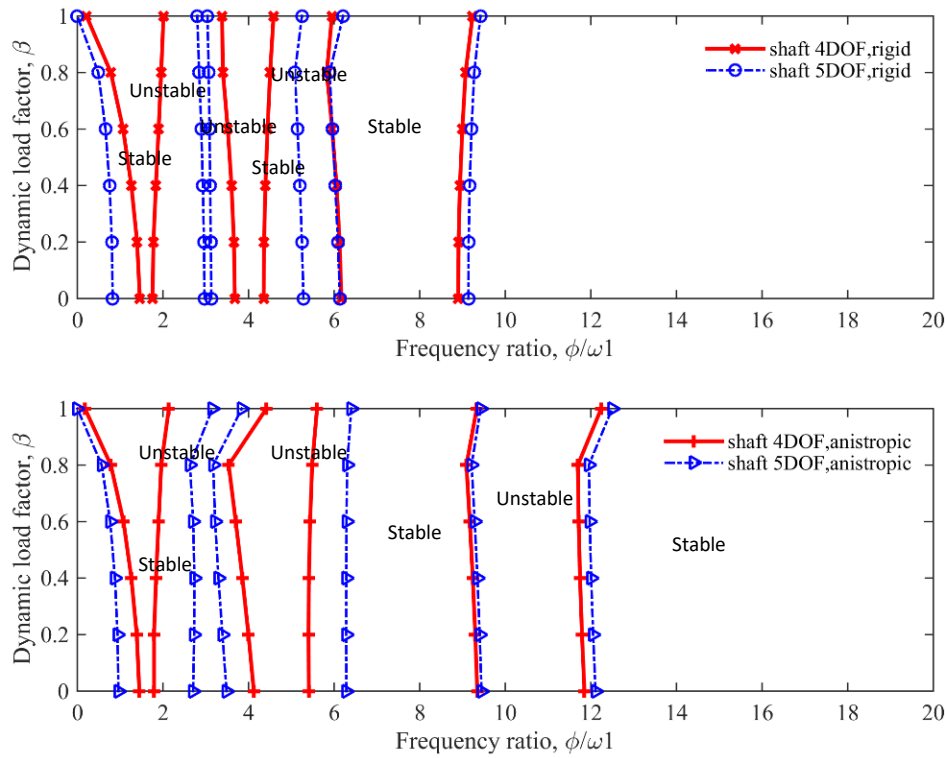 Dynamic load factor, β
1
0.8
0.6
0.4
0.2
0
shaft 4DOF,rigid
shaft 5DOF,rigid
Unstable
Unstable
Unstable
Stable
Stable
Stable
0 2 4 6 8 10 12 14 16 18 20
Frequency ratio, ϕ/ω1
Dynamic load factor, β
1
0.8
0.6
0.4
0.2
0
shaft 4DOF,anistropic
shaft 5DOF,anistropic
Unstable
Unstable
Unstable
Stable
Stable
Stable
0 2 4 6 8 10 12 14 16 18 20
Frequency ratio, ϕ/ω1